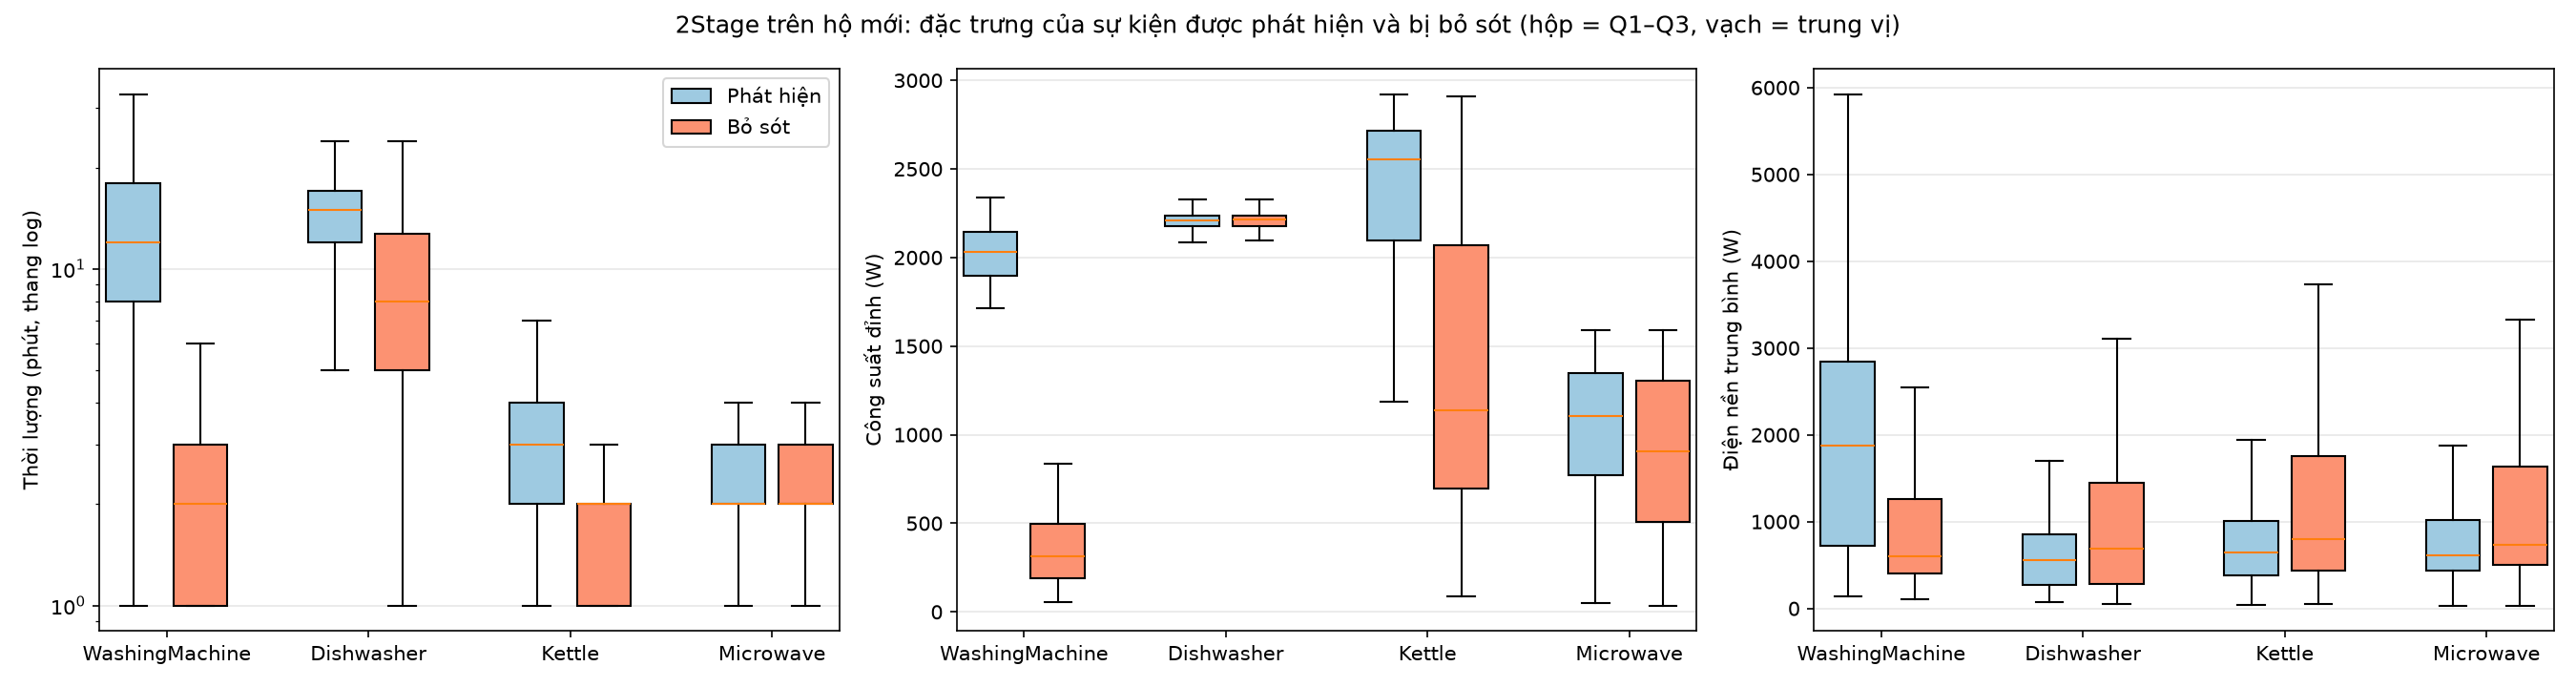 2Stage trên hộ mới: đặc trưng của sự kiện được phát hiện và bị bỏ sót (hộp = Q1–Q3, vạch = trung vị)
Thời lượng (phút, thang log)
10¹
10⁰
Phát hiện
Bỏ sót
WashingMachine Dishwasher Kettle Microwave
Công suất đỉnh (W)
3000
2500
2000
1500
1000
500
0
WashingMachine Dishwasher Kettle Microwave
Điện nền trung bình (W)
6000
5000
4000
3000
2000
1000
0
WashingMachine Dishwasher Kettle Microwave